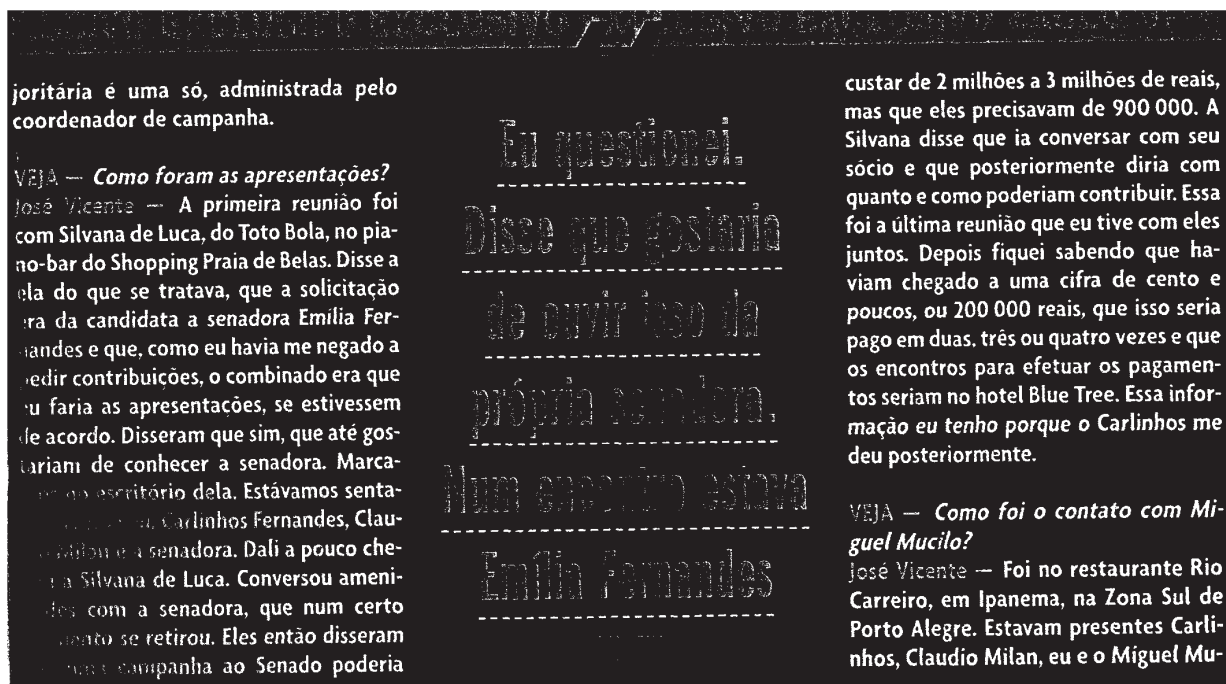 joritária é uma só, administrada pelo
coordenador de campanha.
VEJA — Como foram as apresentações?
José Vicente — A primeira reunião foi
com Silvana de Luca, do Toto Bola, no pia-
no-bar do Shopping Praia de Belas. Disse a
ela do que se tratava, que a solicitação
era da candidata a senadora Emília Fer-
nandes e que, como eu havia me negado a
pedir contribuições, o combinado era que
eu faria as apresentações, se estivessem
de acordo. Disseram que sim, que até gos-
tariam de conhecer a senadora. Marca-
escritório dela. Estávamos senta-
Carlinhos Fernandes, Clau-
Milan e a senadora. Dali a pouco che-
a Silvana de Luca. Conversou ameni-
com a senadora, que num certo
se retirou. Eles então disseram
campanha ao Senado poderia
Eu questionei.
Disse que gostaria
de ouvir isso da
própria senadora.
Num encontro estava
Emília Fernandes
custar de 2 milhões a 3 milhões de reais,
mas que eles precisavam de 900 000. A
Silvana disse que ia conversar com seu
sócio e que posteriormente diria com
quanto e como poderiam contribuir. Essa
foi a última reunião que eu tive com eles
juntos. Depois fiquei sabendo que ha-
viam chegado a uma cifra de cento e
poucos, ou 200 000 reais, que isso seria
pago em duas, três ou quatro vezes e que
os encontros para efetuar os pagamen-
tos seriam no hotel Blue Tree. Essa infor-
mação eu tenho porque o Carlinhos me
deu posteriormente.
VEJA — Como foi o contato com Mi-
guel Mucilo?
José Vicente — Foi no restaurante Rio
Carreiro, em Ipanema, na Zona Sul de
Porto Alegre. Estavam presentes Carli-
nhos, Claudio Milan, eu e o Miguel Mu-